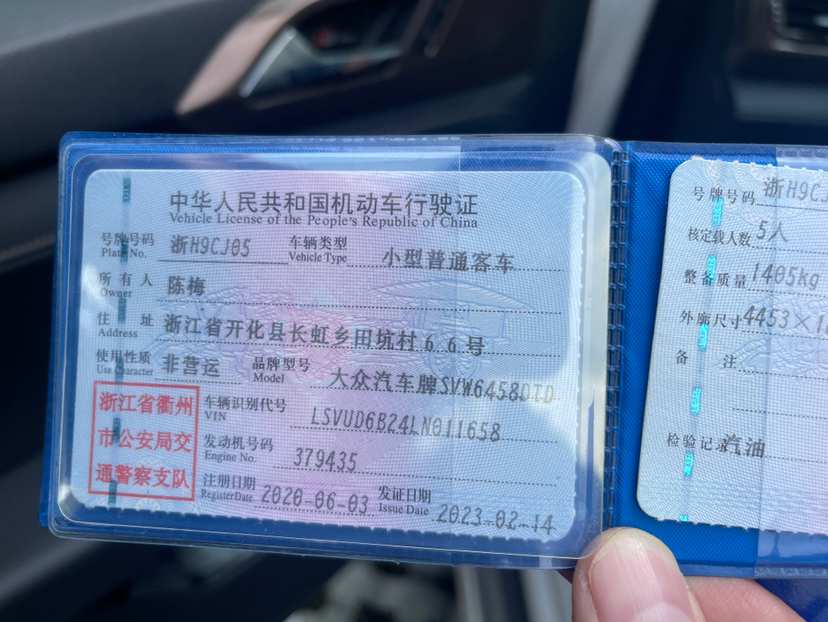 中华人民共和国机动车行驶证
Vehicle License of the People's Republic of China
号牌号码 浙H9CJ05 车辆类型 小型普通客车
Plate No. Vehicle Type
所有人 陈梅
Owner
住址 浙江省开化县长虹乡田坑村66号
Address
使用性质 非营运 品牌型号 大众汽车牌SVW6458DTD
Use Character Model
浙江省衢州
市公安局交
通警察支队
车辆识别代号 LSVUD6B24LN011658
VIN
发动机号码 379435
Engine No.
注册日期 2020-06-03 发证日期 2023-02-14
Register Date Issue Date
号牌号码 浙H9CJ
核定载人数 5人
整备质量 1405kg
外廓尺寸 4453×18
备注
检验记录 汽油